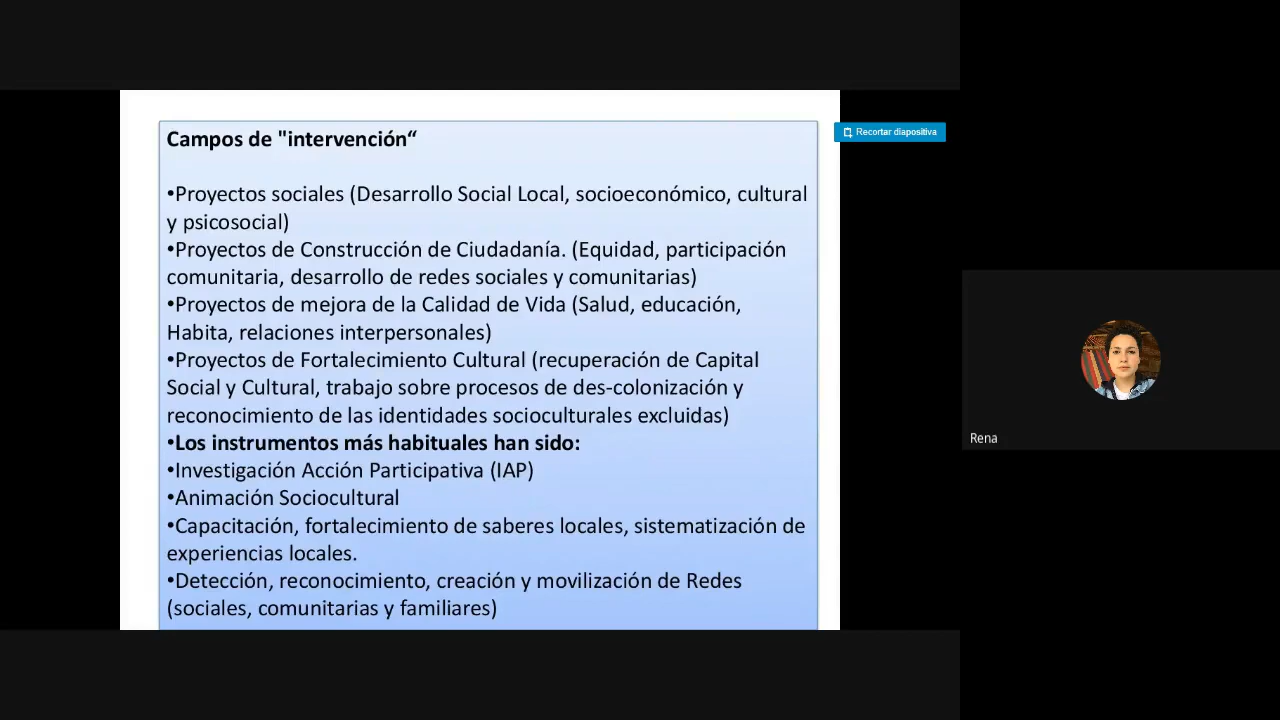 Campos de "intervención“
•Proyectos sociales (Desarrollo Social Local, socioeconómico, cultural
y psicosocial)
•Proyectos de Construcción de Ciudadanía. (Equidad, participación
comunitaria, desarrollo de redes sociales y comunitarias)
•Proyectos de mejora de la Calidad de Vida (Salud, educación,
Habita, relaciones interpersonales)
•Proyectos de Fortalecimiento Cultural (recuperación de Capital
Social y Cultural, trabajo sobre procesos de des-colonización y
reconocimiento de las identidades socioculturales excluidas)
•Los instrumentos más habituales han sido:
•Investigación Acción Participativa (IAP)
•Animación Sociocultural
•Capacitación, fortalecimiento de saberes locales, sistematización de
experiencias locales.
•Detección, reconocimiento, creación y movilización de Redes
(sociales, comunitarias y familiares)
Recortar diapositiva
Rena